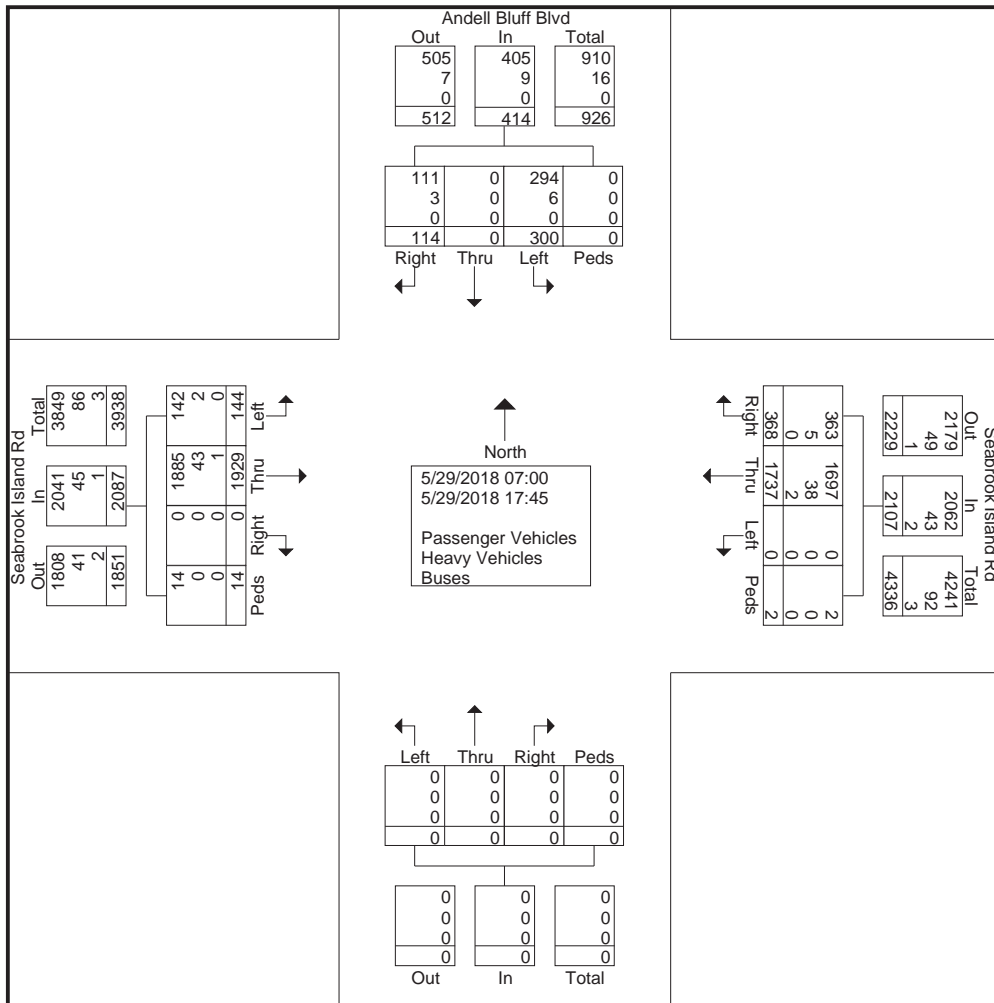 Andell Bluff Blvd
Out In Total
505 405 910
7 9 16
0 0 0
512 414 926
111 0 294 0
3 0 6 0
0 0 0 0
114 0 300 0
Right Thru Left Peds
Seabrook Island Rd
Total In Out
3849 2041 1808
86 45 41
3 1 2
3938 2087 1851
142 1885 0 14
2 43 0 0
0 1 0 0
144 1929 0 14
Left Thru Right Peds
North
5/29/2018 07:00
5/29/2018 17:45
Passenger Vehicles
Heavy Vehicles
Buses
Right Thru Left Peds
363 1697 0 2
5 38 0 0
0 2 0 0
368 1737 0 2
Seabrook Island Rd
Out In Total
2179 2062 4241
49 43 92
1 2 3
2229 2107 4336
Left Thru Right Peds
0 0 0 0
0 0 0 0
0 0 0 0
0 0 0 0
0 0 0
0 0 0
0 0 0
0 0 0
Out In Total